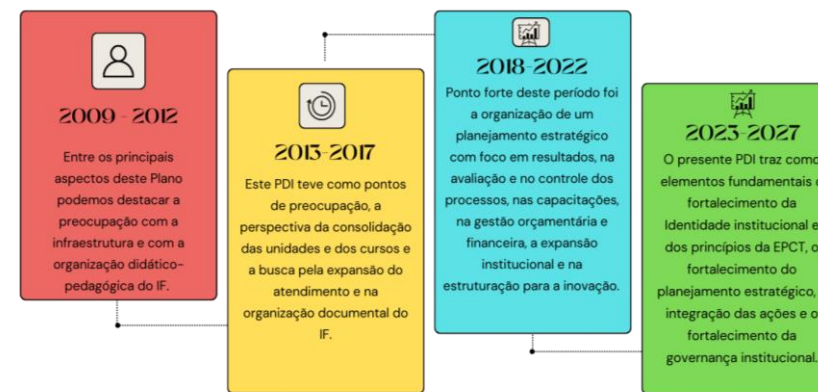 2009 - 2012
Entre os principais
aspectos deste Plano
podemos destacar a
preocupação com a
infraestrutura e com a
organização didático-
pedagógica do IF.
2013-2017
Este PDI teve como pontos
de preocupação, a
perspectiva da consolidação
das unidades e dos cursos e
a busca pela expansão do
atendimento e na
organização documental do
IF.
2018-2022
Ponto forte deste período foi
a organização de um
planejamento estratégico
com foco em resultados, na
avaliação e no controle dos
processos, nas capacitações,
na gestão orçamentária e
financeira, a expansão
institucional e na
estruturação para a inovação.
2023-2027
O presente PDI traz como
elementos fundamentais o
fortalecimento da
Identidade institucional e
dos princípios da EPCT, o
fortalecimento do
planejamento estratégico,
integração das ações e o
fortalecimento da
governança institucional.